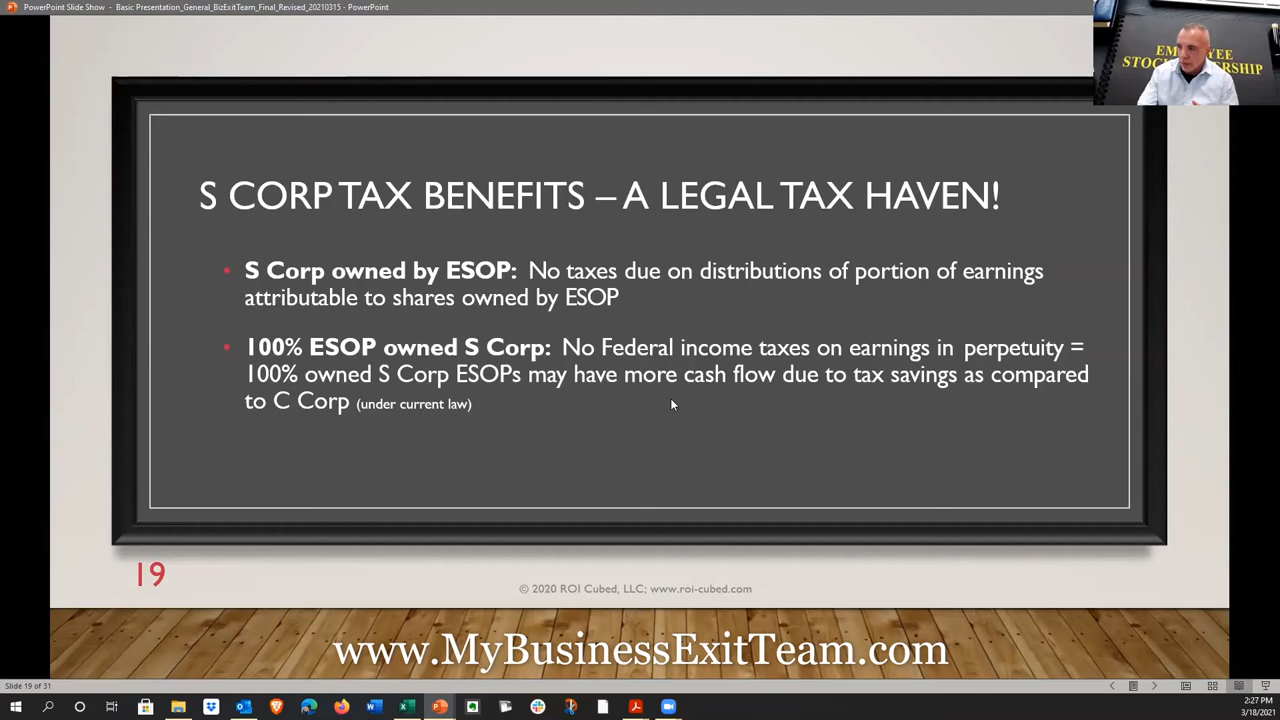 PowerPoint Slide Show - Basic Presentation_General_BizExitTeam_Final_Revised_20210315 - PowerPoint
EMPLOYEE
STOCK
S CORP TAX BENEFITS – A LEGAL TAX HAVEN!
• S Corp owned by ESOP: No taxes due on distributions of portion of earnings
attributable to shares owned by ESOP
• 100% ESOP owned S Corp: No Federal income taxes on earnings in perpetuity =
100% owned S Corp ESOPs may have more cash flow due to tax savings as compared
to C Corp (under current law)
19
© 2020 ROI Cubed, LLC; www.roi-cubed.com
www.MyBusinessExitTeam.com
Slide 19 of 31
2:27 PM
3/18/2021